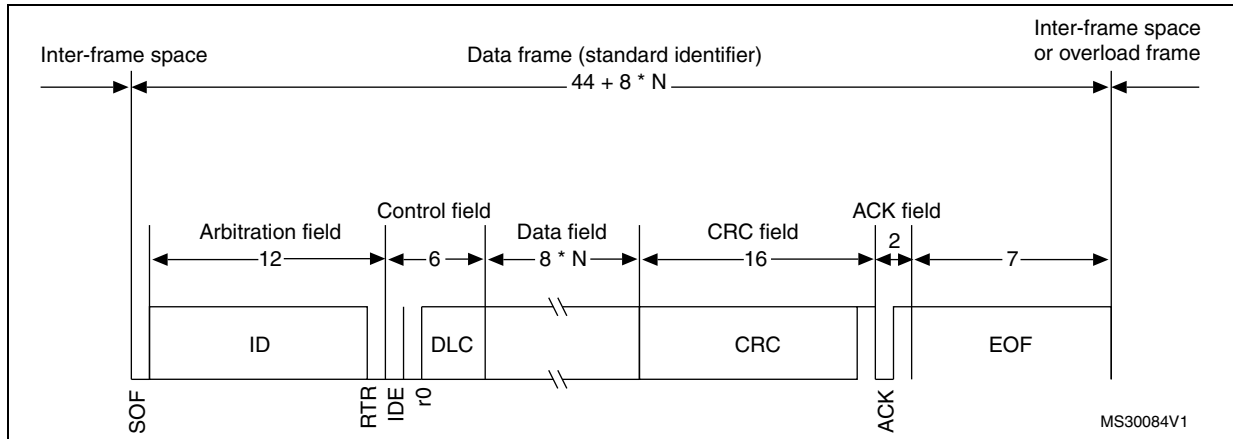 Inter-frame space
Data frame (standard identifier)
44 + 8 * N
Inter-frame space
or overload frame
Arbitration field
12
Control field
6
Data field
8 * N
CRC field
16
ACK field
2
7
ID
DLC
CRC
EOF
SOF
RTR
IDE
r0
ACK
MS30084V1